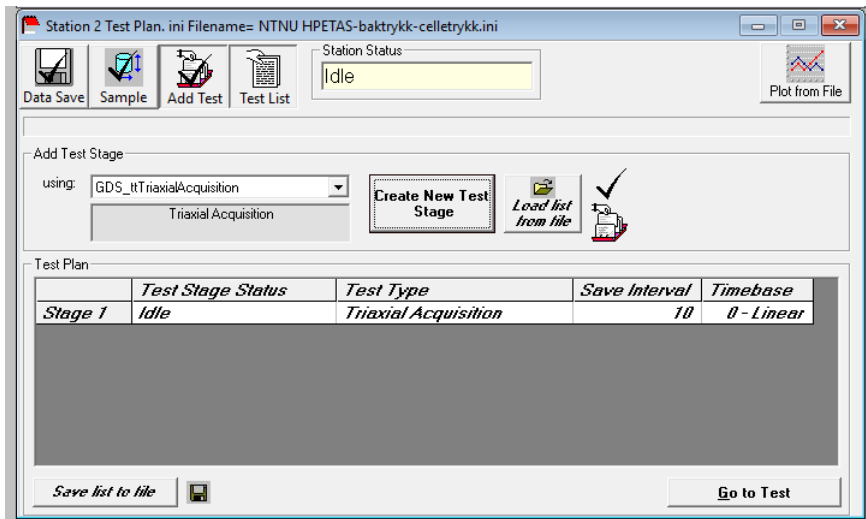 Station 2 Test Plan. ini Filename= NTNU HPETAS-baktrykk-celletrykk.ini
Data Save
Sample
Add Test
Test List
Station Status
Idle
Plot from File
Add Test Stage
using:
GDS_ttTriaxialAcquisition
Triaxial Acquisition
Create New Test
Stage
Load list
from file
Test Plan
Test Stage Status Test Type Save Interval Timebase
Stage 1 Idle Triaxial Acquisition 10 0 - Linear
Save list to file
Go to Test